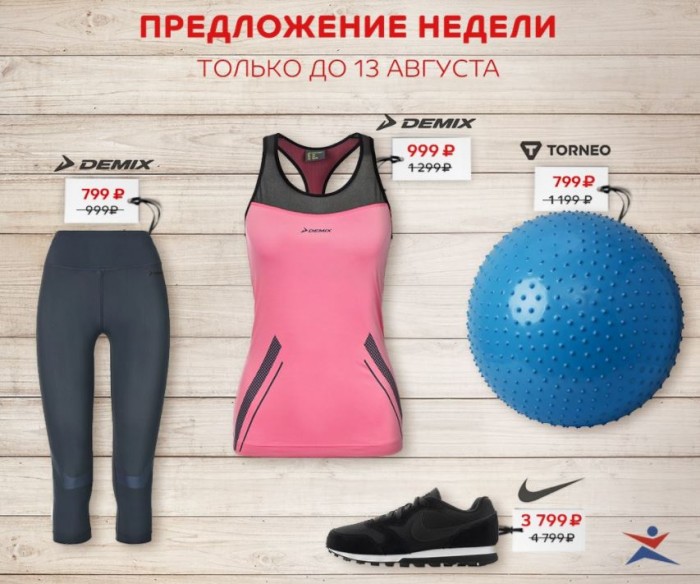 ПРЕДЛОЖЕНИЕ НЕДЕЛИ
ТОЛЬКО ДО 13 АВГУСТА
DEMIX
799 ₽
999₽
DEMIX
999 ₽
1 299₽
TORNEO
799 ₽
1 199 ₽
DEMIX
3 799 ₽
4 799₽